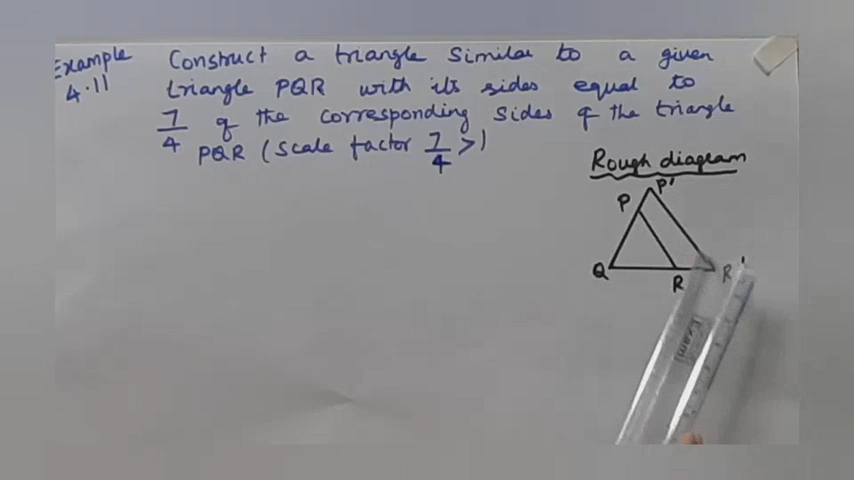 Example Construct a triangle similar to a given
4.11 triangle PQR with its sides equal to
7/4 of the corresponding sides of the triangle
PQR (Scale factor 7/4 > 1
Rough diagram
P'
P
Q
R'
R
Exam